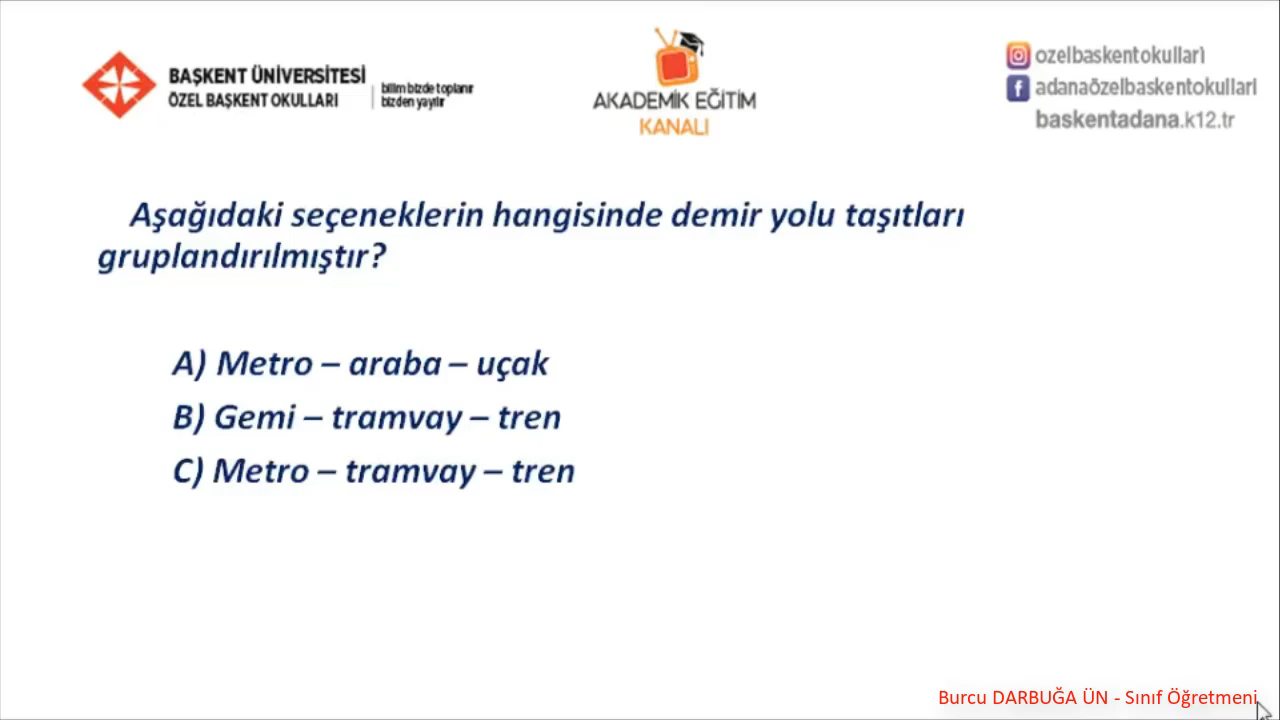 BAŞKENT ÜNİVERSİTESİ
ÖZEL BAŞKENT OKULLARI
bilim bizde toplanır
bizden yayılır
AKADEMİK EĞİTİM
KANALI
ozelbaskentokullari
adanaözelbaskentokullari
baskentadana.k12.tr
Aşağıdaki seçeneklerin hangisinde demir yolu taşıtları
gruplandırılmıştır?
A) Metro – araba – uçak
B) Gemi – tramvay – tren
C) Metro – tramvay – tren
Burcu DARBUĞA ÜN - Sınıf Öğretmeni